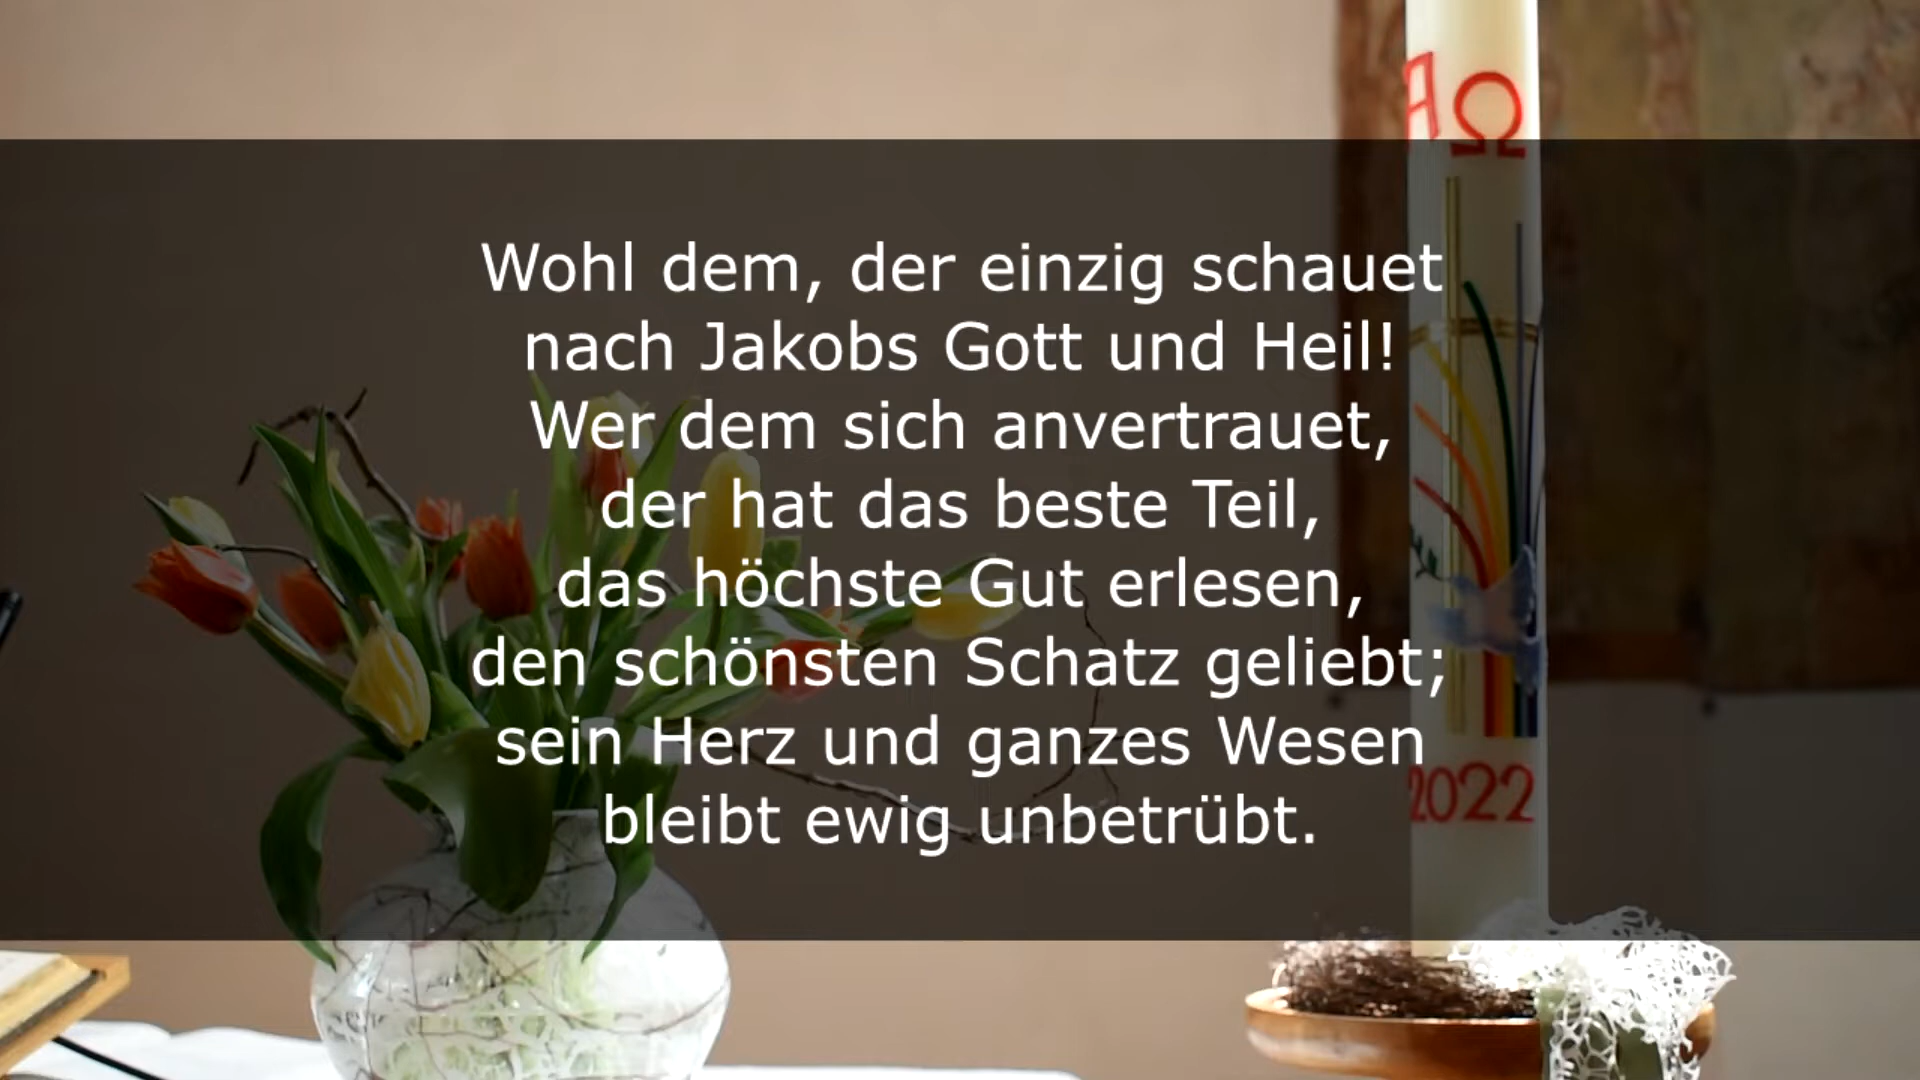 ΑΩ
Wohl dem, der einzig schauet
nach Jakobs Gott und Heil!
Wer dem sich anvertrauet,
der hat das beste Teil,
das höchste Gut erlesen,
den schönsten Schatz geliebt;
sein Herz und ganzes Wesen
bleibt ewig unbetrübt.
2022